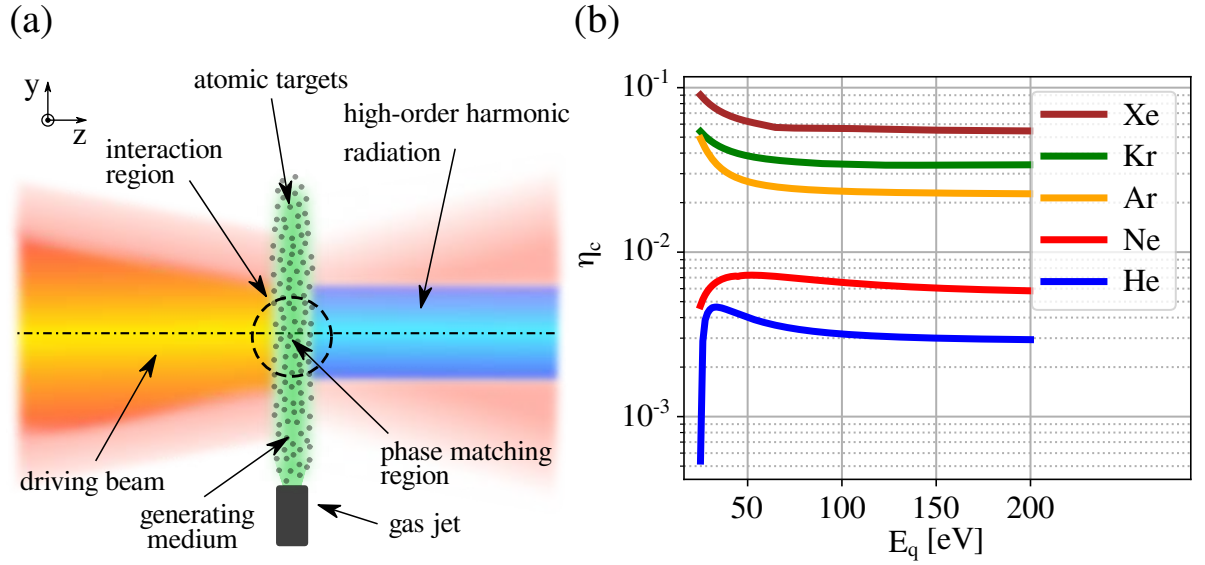 (a)
atomic targets
y
z
high-order harmonic
radiation
interaction
region
driving beam
generating
medium
gas jet
phase matching
region
(b)
10⁻¹
10⁻²
10⁻³
η_c
50
100
150
200
E_q [eV]
Xe
Kr
Ar
Ne
He